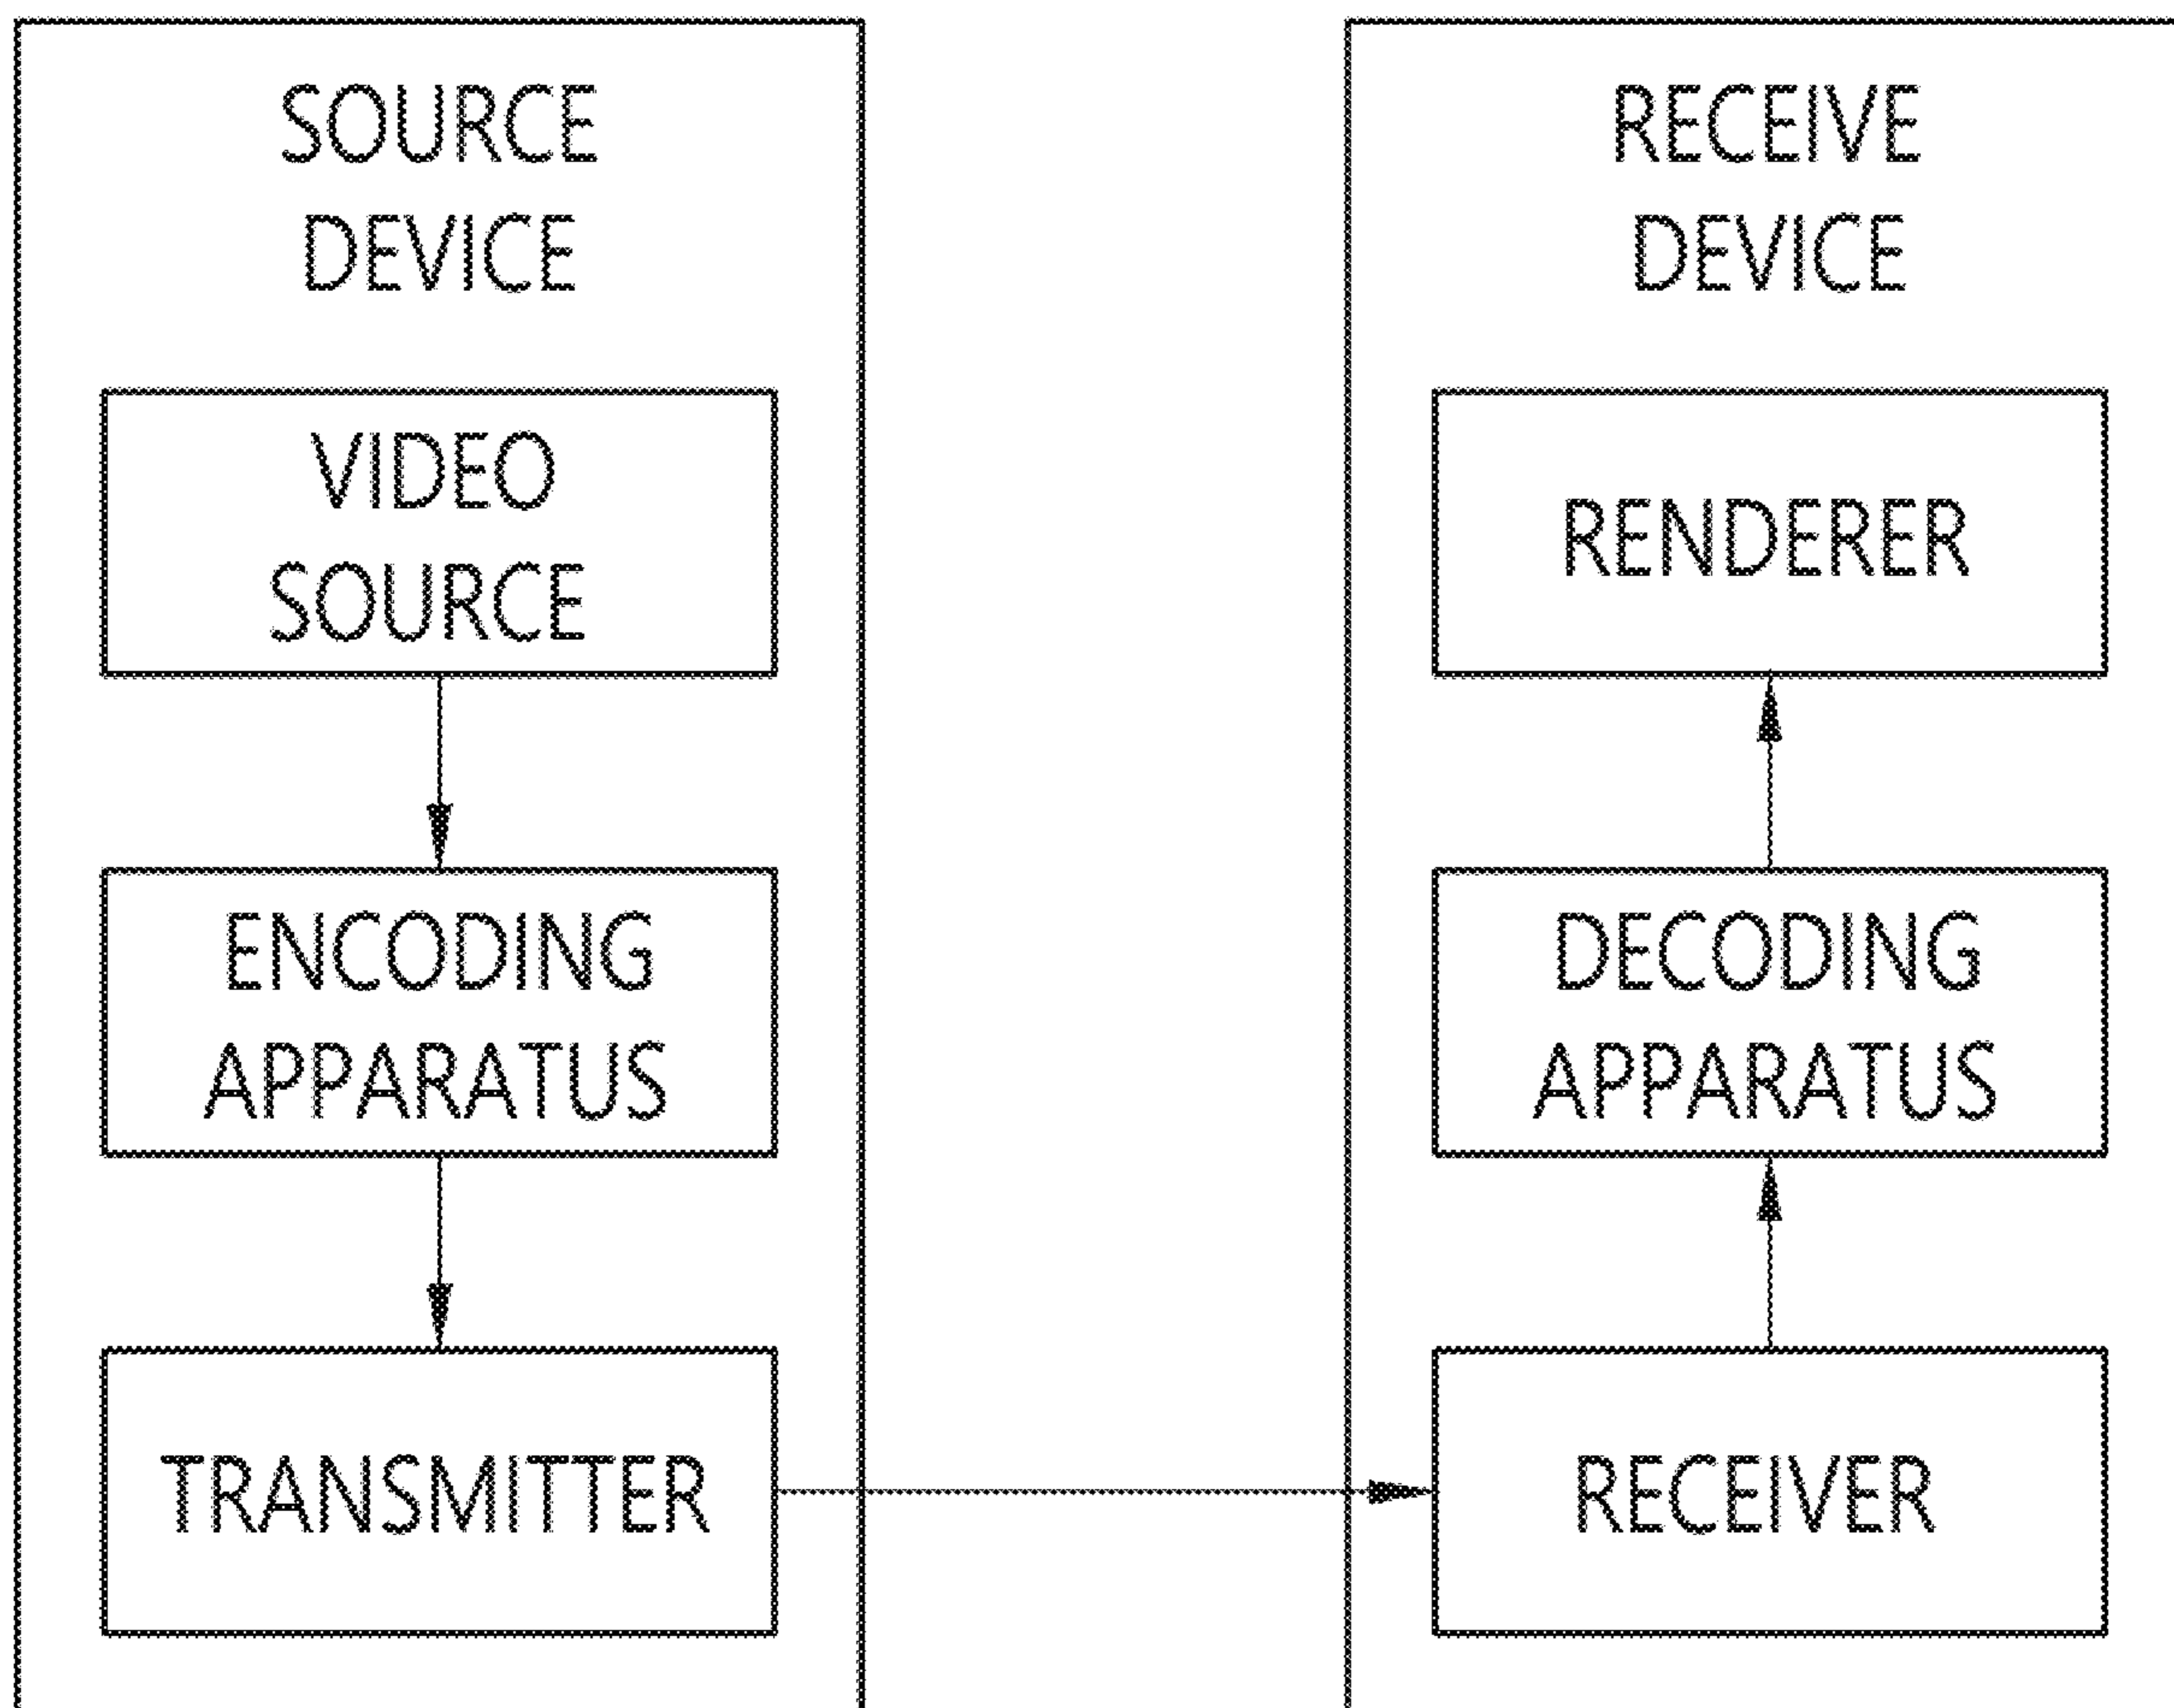 SOURCE
DEVICE
VIDEO
SOURCE
ENCODING
APPARATUS
TRANSMITTER
RECEIVE
DEVICE
RENDERER
DECODING
APPARATUS
RECEIVER